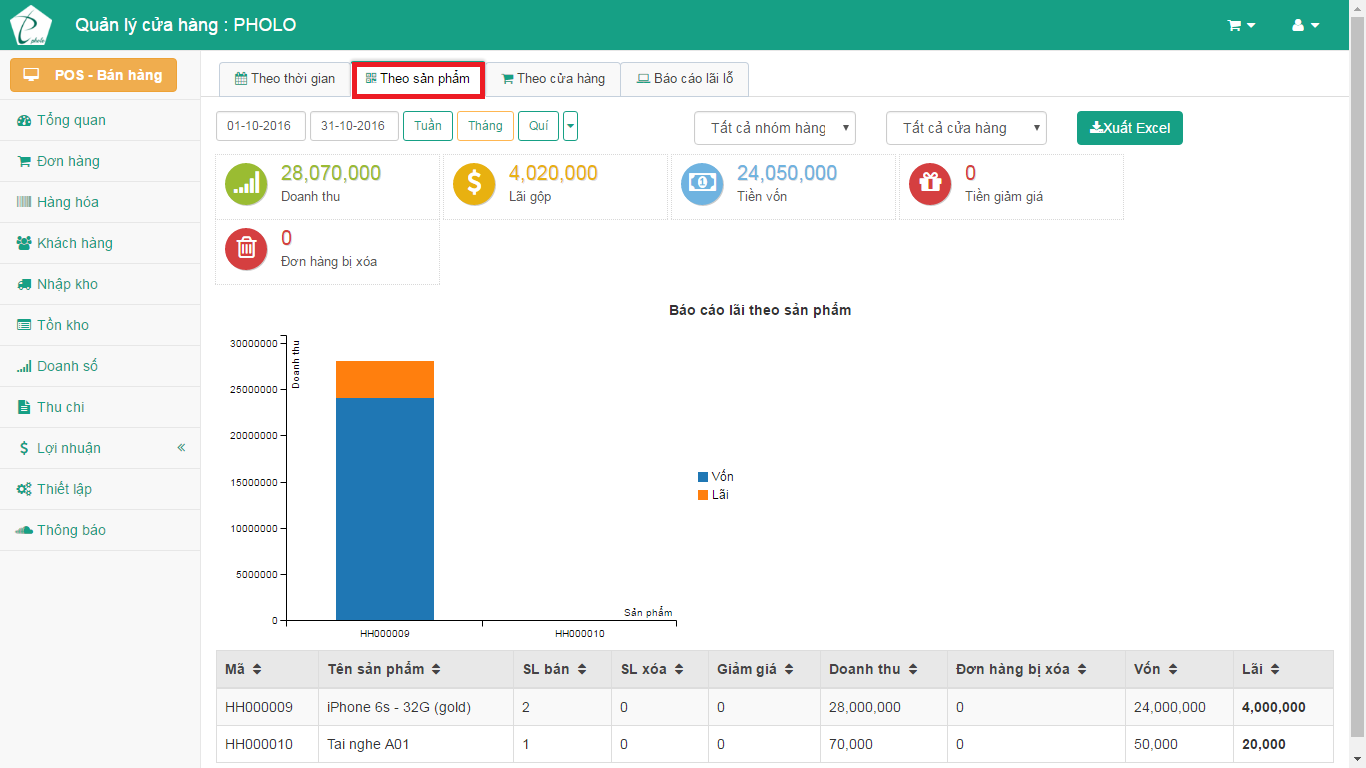 pholo
Quản lý cửa hàng : PHOLO
POS - Bán hàng
Tổng quan
Đơn hàng
Hàng hóa
Khách hàng
Nhập kho
Tồn kho
Doanh số
Thu chi
Lợi nhuận
Thiết lập
Thông báo
Theo thời gian Theo sản phẩm Theo cửa hàng Báo cáo lãi lỗ
01-10-2016 31-10-2016 Tuần Tháng Quí Tất cả nhóm hàng Tất cả cửa hàng Xuất Excel
28,070,000 4,020,000 24,050,000 0
Doanh thu Lãi gộp Tiền vốn Tiền giảm giá
0
Đơn hàng bị xóa
Báo cáo lãi theo sản phẩm
Doanh thu
30000000
25000000
20000000
15000000
10000000
5000000
0
Vốn
Lãi
Sản phẩm
HH000009 HH000010
Mã Tên sản phẩm SL bán SL xóa Giảm giá Doanh thu Đơn hàng bị xóa Vốn Lãi
HH000009 iPhone 6s - 32G (gold) 2 0 0 28,000,000 0 24,000,000 4,000,000
HH000010 Tai nghe A01 1 0 0 70,000 0 50,000 20,000